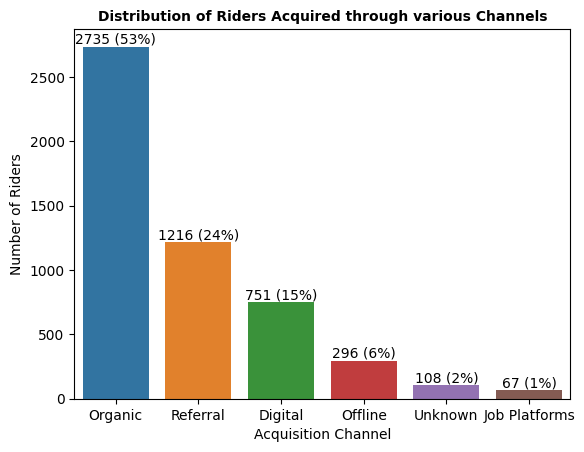 Distribution of Riders Acquired through various Channels
2735 (53%)
1216 (24%)
751 (15%)
296 (6%)
108 (2%)
67 (1%)
Number of Riders
2500
2000
1500
1000
500
0
Organic
Referral
Digital
Offline
Unknown
Job Platforms
Acquisition Channel